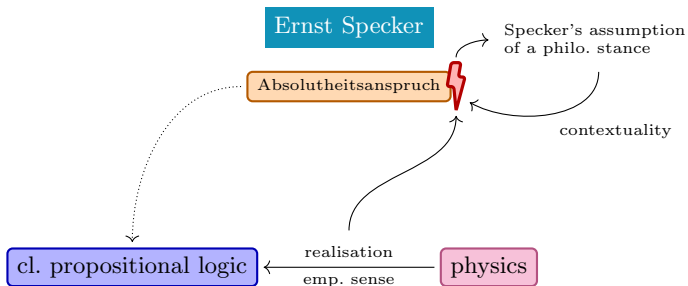 Ernst Specker
Specker's assumption
of a philo. stance
Absolutheitsanspruch
contextuality
realisation
cl. propositional logic
physics
emp. sense